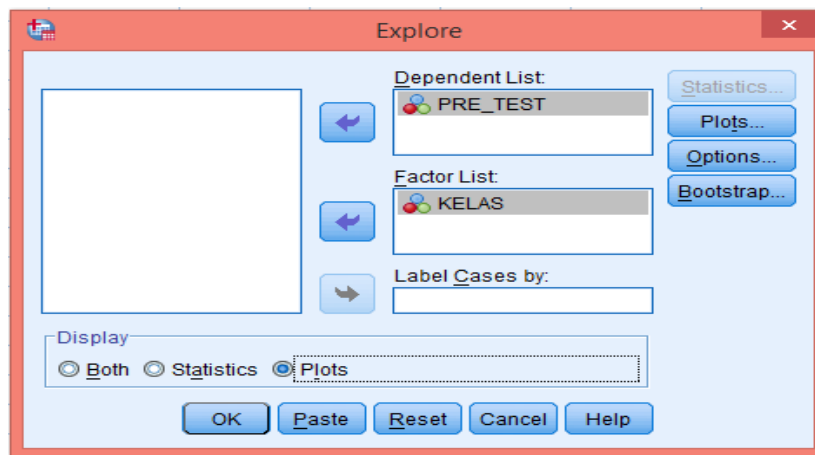 Explore
Dependent List:
PRE_TEST
Factor List:
KELAS
Label Cases by:
Statistics...
Plots...
Options...
Bootstrap...
Display
Both Statistics Plots
OK Paste Reset Cancel Help